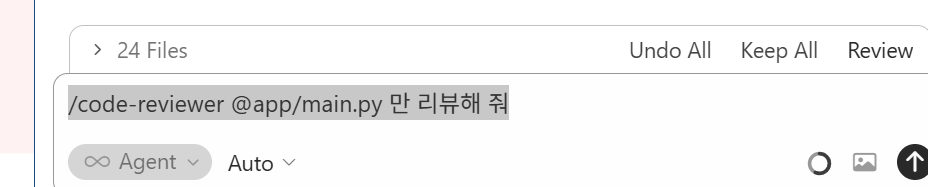 24 Files Undo All Keep All Review
/code-reviewer @app/main.py 만 리뷰해 줘
Agent Auto